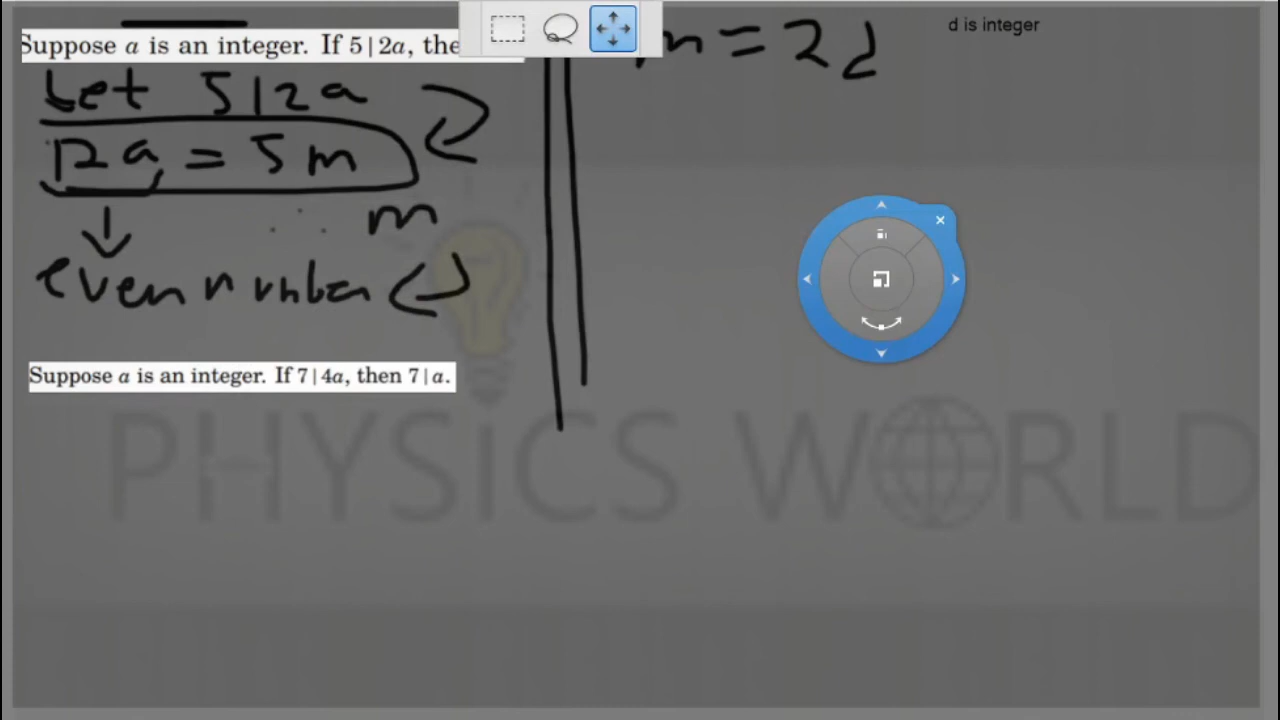 Suppose a is an integer. If 5 | 2a, the
Let 5 | 2a
2a = 5m
m
even number
Suppose a is an integer. If 7 | 4a, then 7 | a.
m = 2d
d is integer
PHYSiCS WORLD